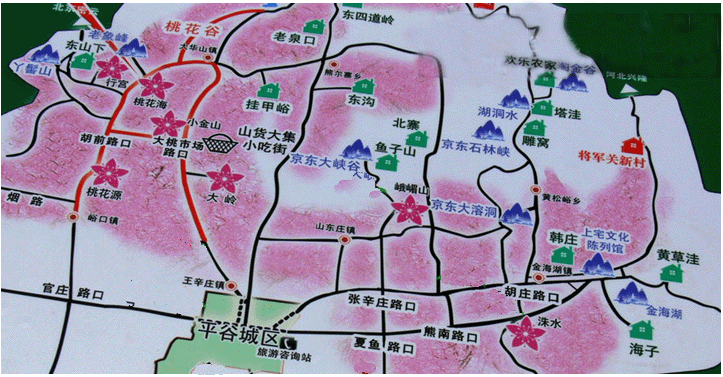 桃花谷
老象峰
东山下
丫髻山
行宫
桃花海
大华山镇
老泉口
东四道岭
熊尔寨乡
挂甲峪
东沟
欢乐农家
淘金谷
河北兴隆
塔洼
湖洞水
雕窝
京东石林峡
将军关新村
胡前路口
小金山
大桃市场
路口
山货大集
小吃街
北寨
鱼子山
京东大峡谷
桃花源
大岭
峨嵋山
京东大溶洞
黄松峪乡
烟路
峪口镇
山东庄镇
韩庄
上宅文化
陈列馆
黄草洼
金海湖镇
王辛庄镇
官庄路口
张辛庄路口
胡庄路口
金海湖
平谷城区
旅游咨询站
夏鱼路口
熊南路口
洙水
海子